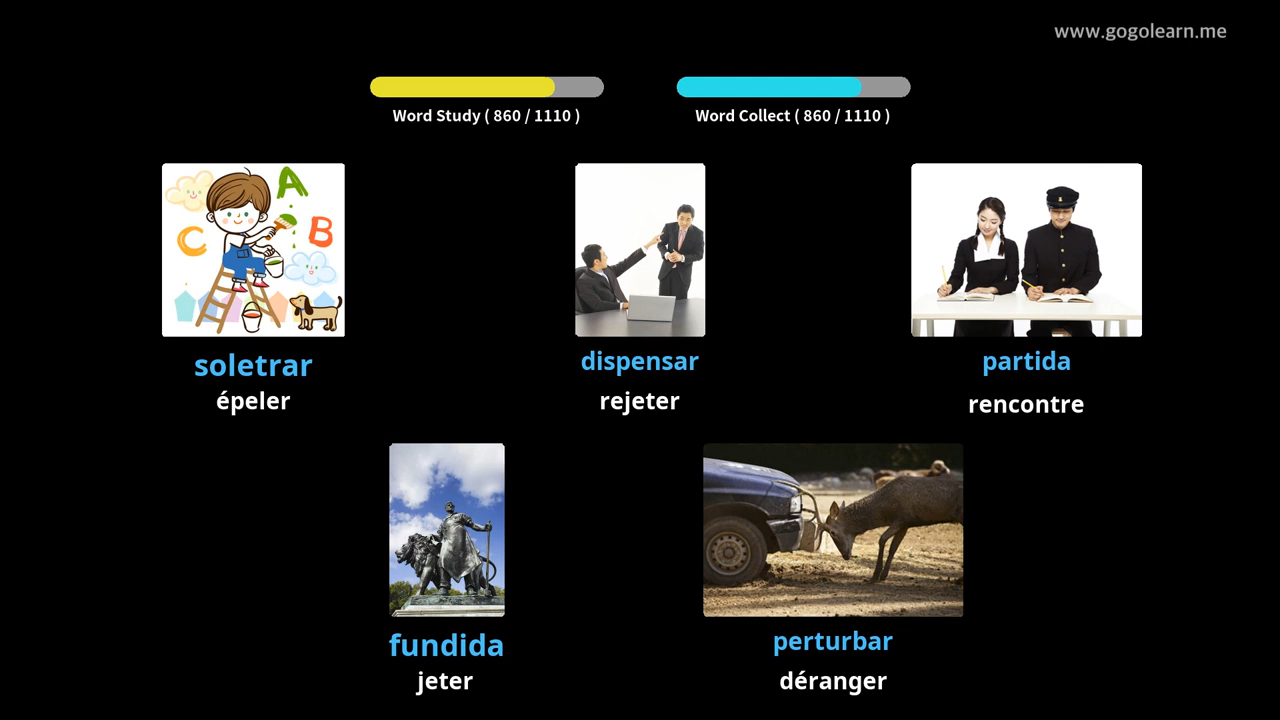 www.gogolearn.me
Word Study ( 860 / 1110 )
Word Collect ( 860 / 1110 )
A
B
C
soletrar
épeler
dispensar
rejeter
partida
rencontre
fundida
jeter
perturbar
déranger